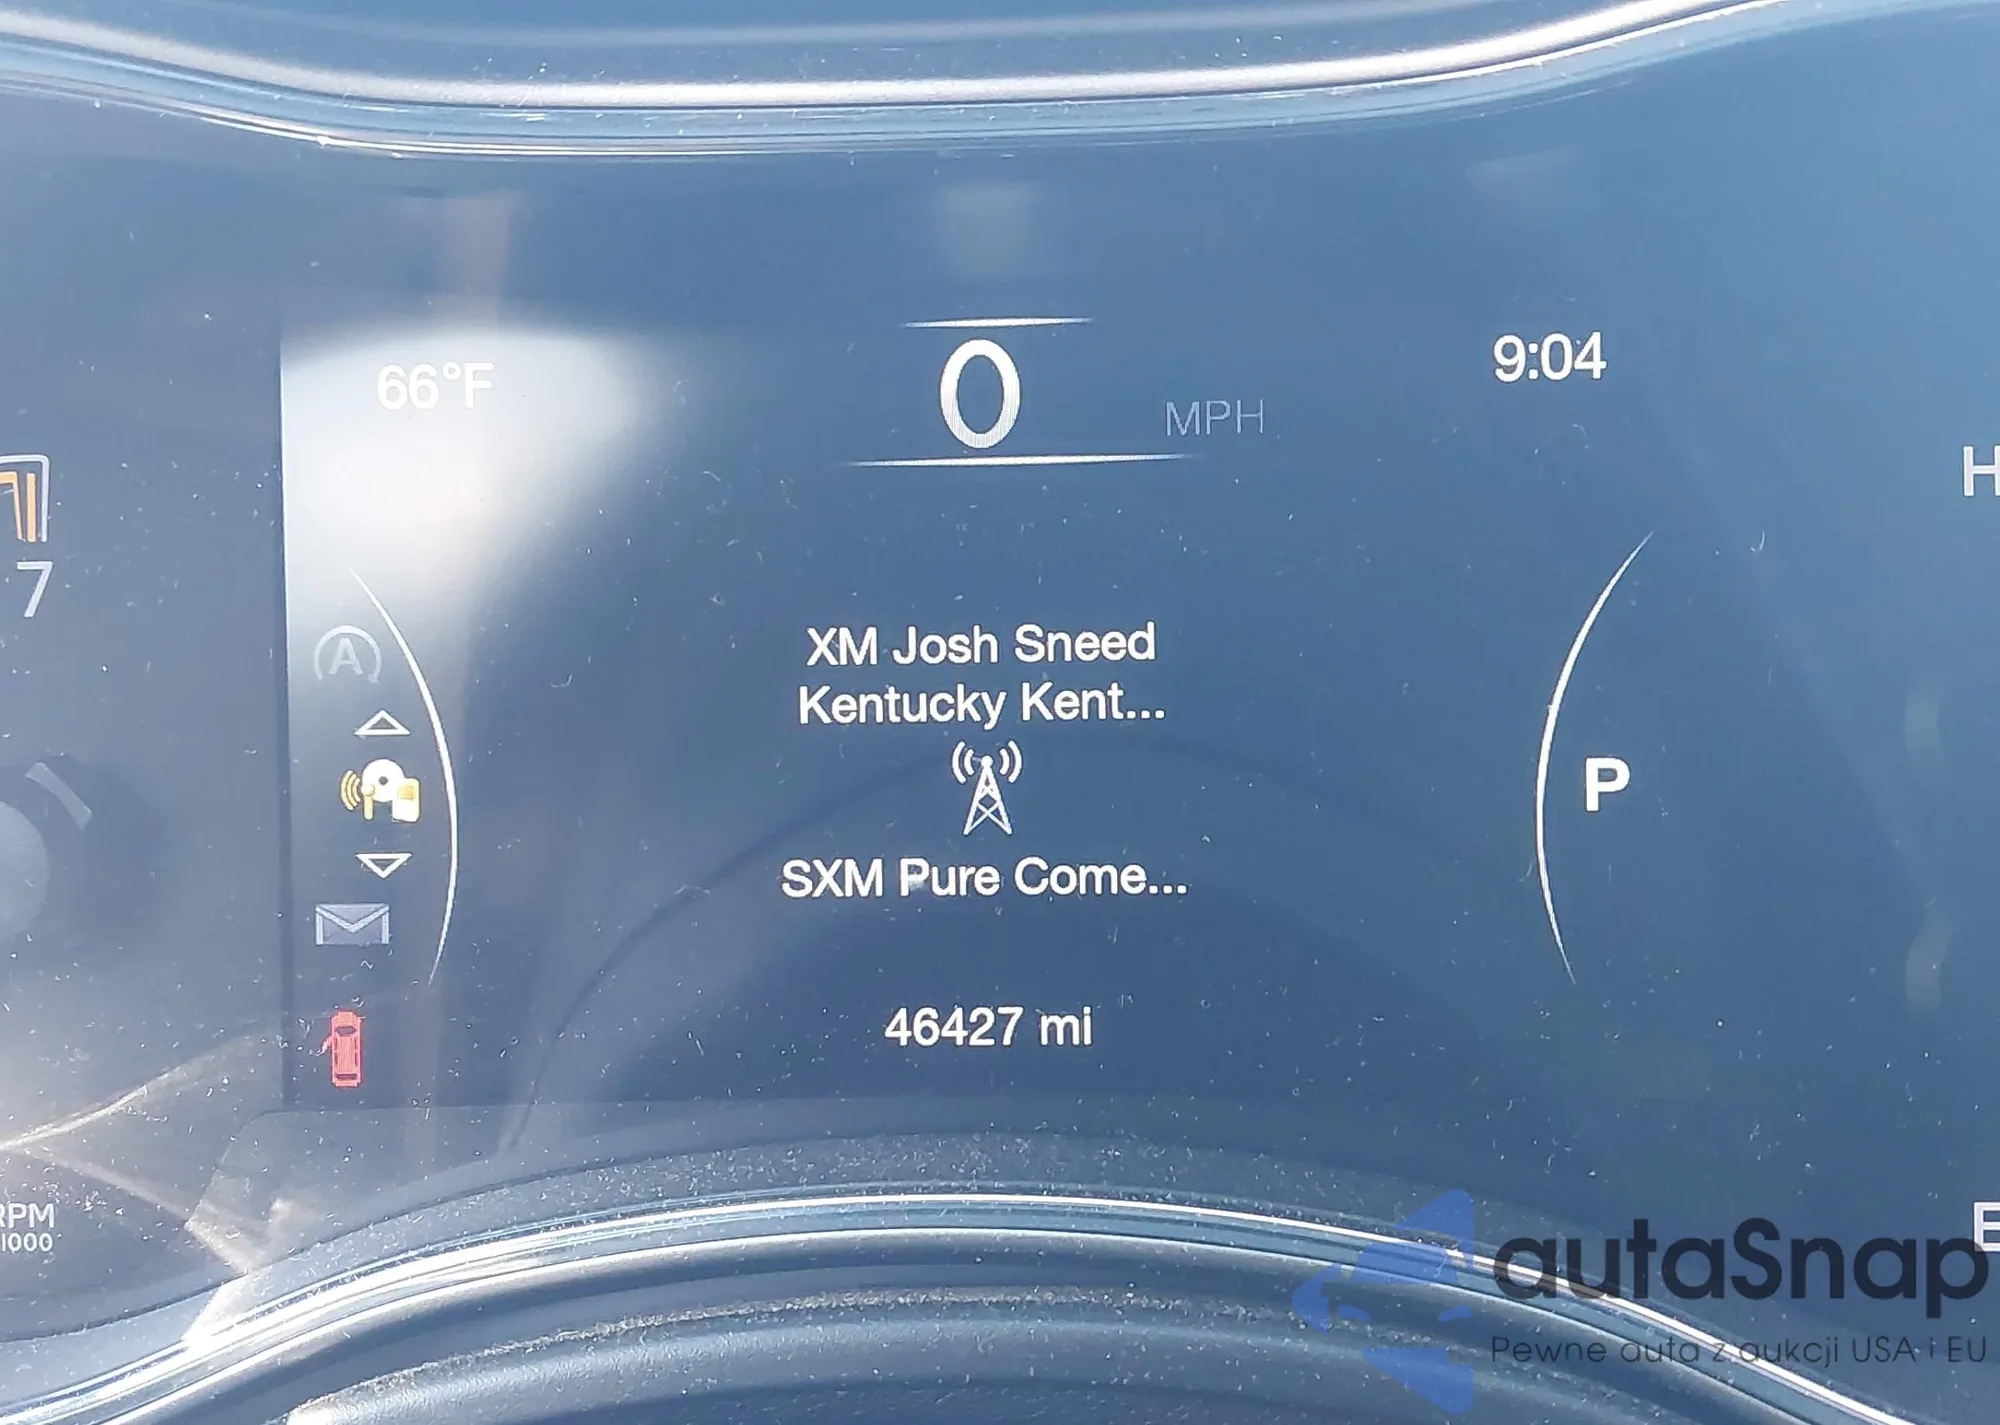 66°F
0
MPH
9:04
H
7
A
XM Josh Sneed
Kentucky Kent...
P
SXM Pure Come...
46427 mi
RPM
1000
E
autaSnap
Pewne auta z aukcji USA i EU